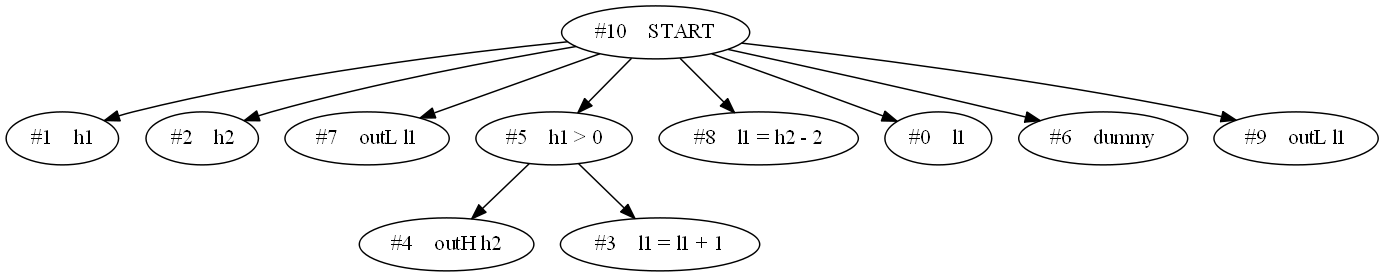 #10 START
#1 h1
#2 h2
#7 outL l1
#5 h1 > 0
#8 l1 = h2 - 2
#0 l1
#6 dummy
#9 outL l1
#4 outH h2
#3 l1 = l1 + 1